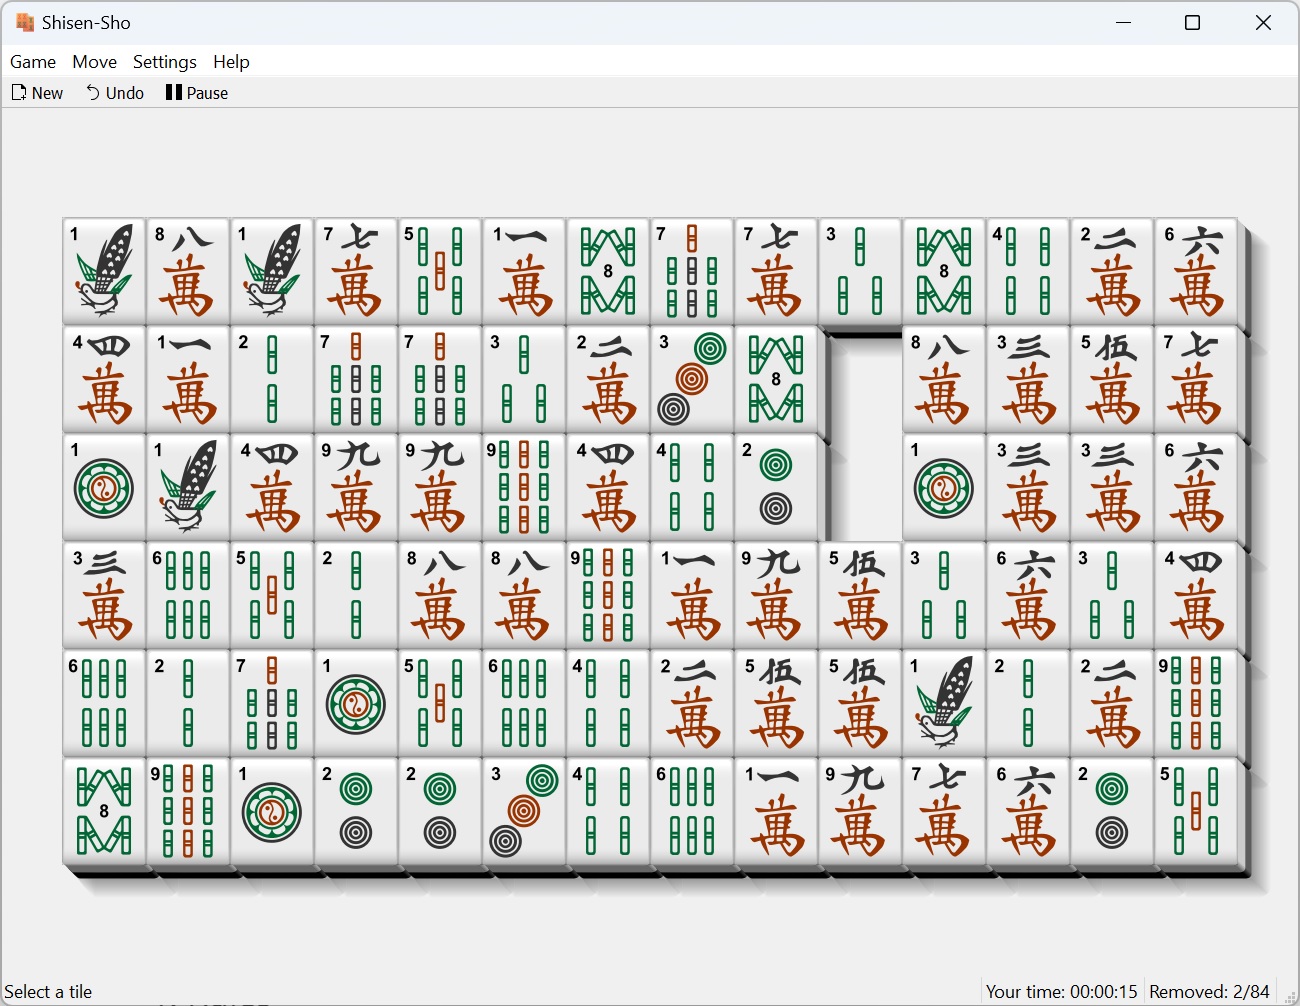 Shisen-Sho
Game Move Settings Help
New Undo Pause
1 8 八 萬 1 7 七 萬 5 1 一 萬 8 7 7 七 萬 3 8 4 2 二 萬 6 六 萬
4 四 萬 1 一 萬 2 7 7 3 2 二 萬 3 8 8 八 萬 3 三 萬 5 伍 萬 7 七 萬
1 1 4 四 萬 9 九 萬 9 九 萬 9 4 四 萬 4 2 1 3 三 萬 3 三 萬 6 六 萬
3 三 萬 6 5 2 8 八 萬 8 八 萬 9 1 一 萬 9 九 萬 5 伍 萬 3 6 六 萬 3 4 四 萬
6 2 7 1 5 6 4 2 二 萬 5 伍 萬 5 伍 萬 1 2 2 二 萬 9
8 9 1 2 2 3 4 6 1 一 萬 9 九 萬 7 七 萬 6 六 萬 2 5
Select a tile Your time: 00:00:15 Removed: 2/84